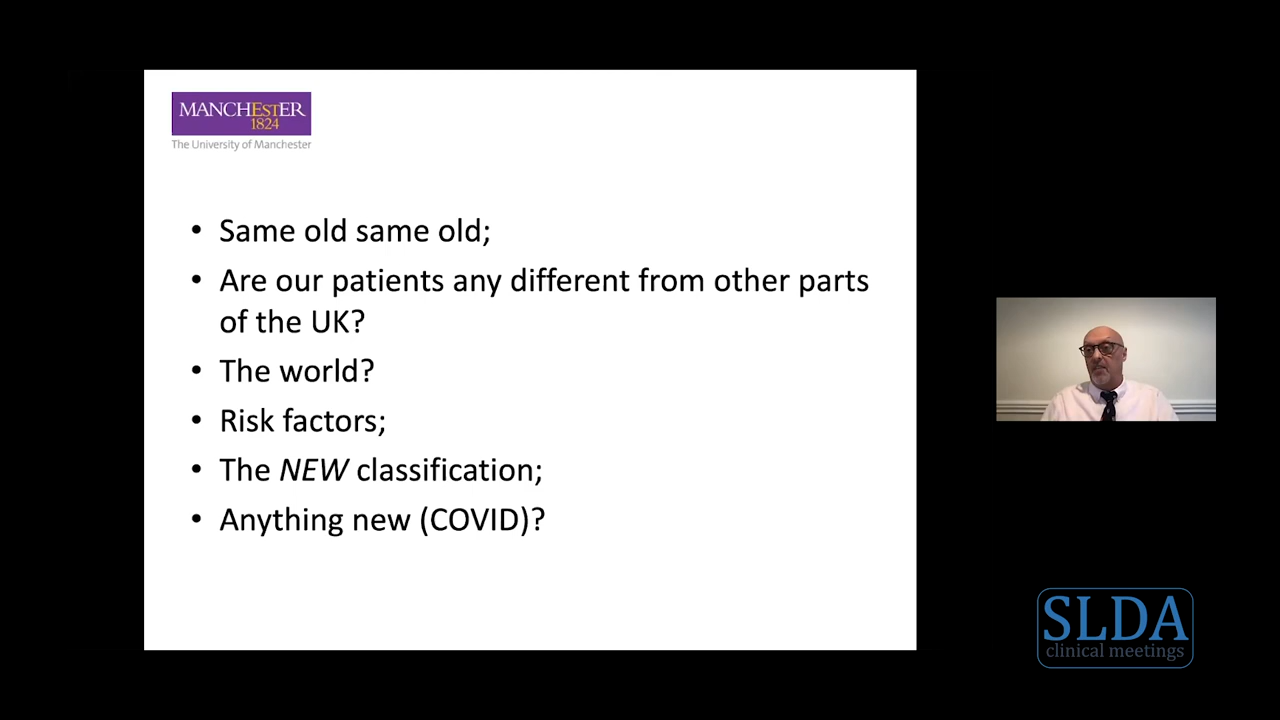 MANCHESTER
1824
The University of Manchester
• Same old same old;
• Are our patients any different from other parts
of the UK?
• The world?
• Risk factors;
• The NEW classification;
• Anything new (COVID)?
SLDA
clinical meetings